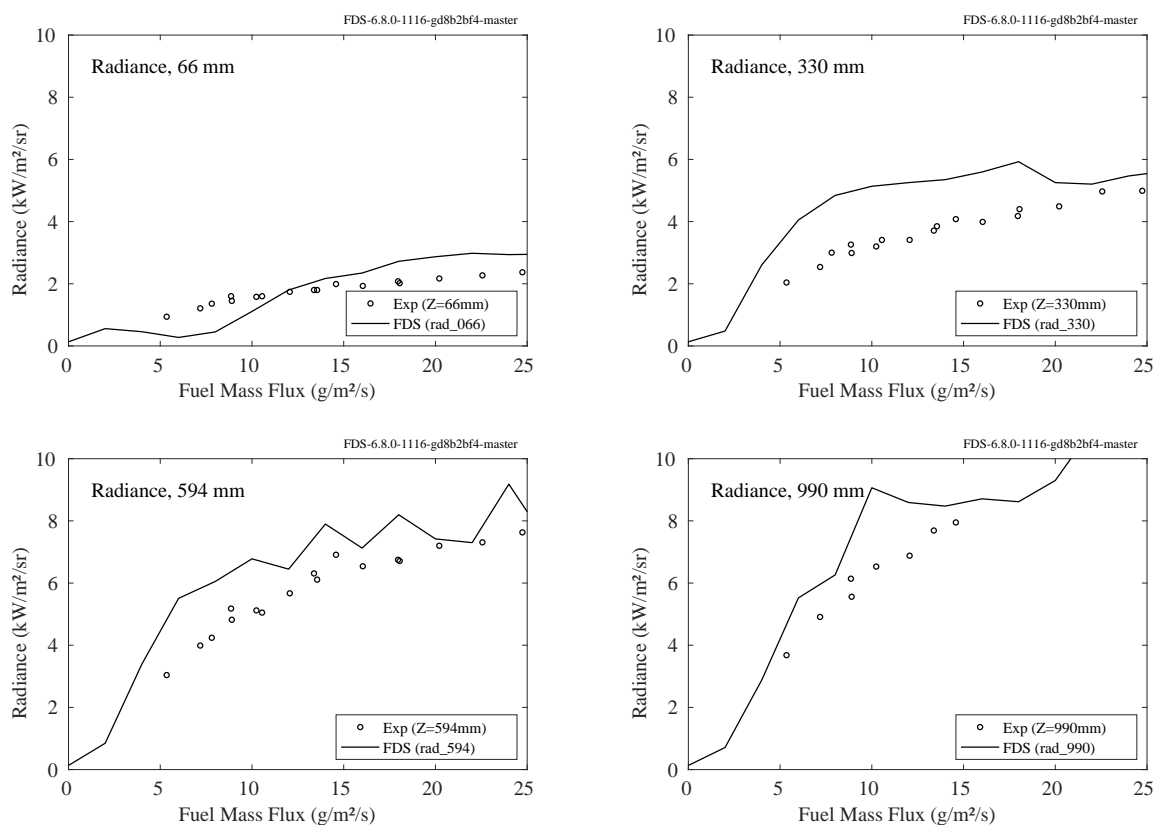 FDS-6.8.0-1116-gd8b2bf4-master
Radiance, 66 mm
Radiance (kW/m²/sr)
10
8
6
4
2
0
Exp (Z=66mm)
FDS (rad_066)
0 5 10 15 20 25
Fuel Mass Flux (g/m²/s)
FDS-6.8.0-1116-gd8b2bf4-master
Radiance, 330 mm
Radiance (kW/m²/sr)
10
8
6
4
2
0
Exp (Z=330mm)
FDS (rad_330)
0 5 10 15 20 25
Fuel Mass Flux (g/m²/s)
FDS-6.8.0-1116-gd8b2bf4-master
Radiance, 594 mm
Radiance (kW/m²/sr)
10
8
6
4
2
0
Exp (Z=594mm)
FDS (rad_594)
0 5 10 15 20 25
Fuel Mass Flux (g/m²/s)
FDS-6.8.0-1116-gd8b2bf4-master
Radiance, 990 mm
Radiance (kW/m²/sr)
10
8
6
4
2
0
Exp (Z=990mm)
FDS (rad_990)
0 5 10 15 20 25
Fuel Mass Flux (g/m²/s)